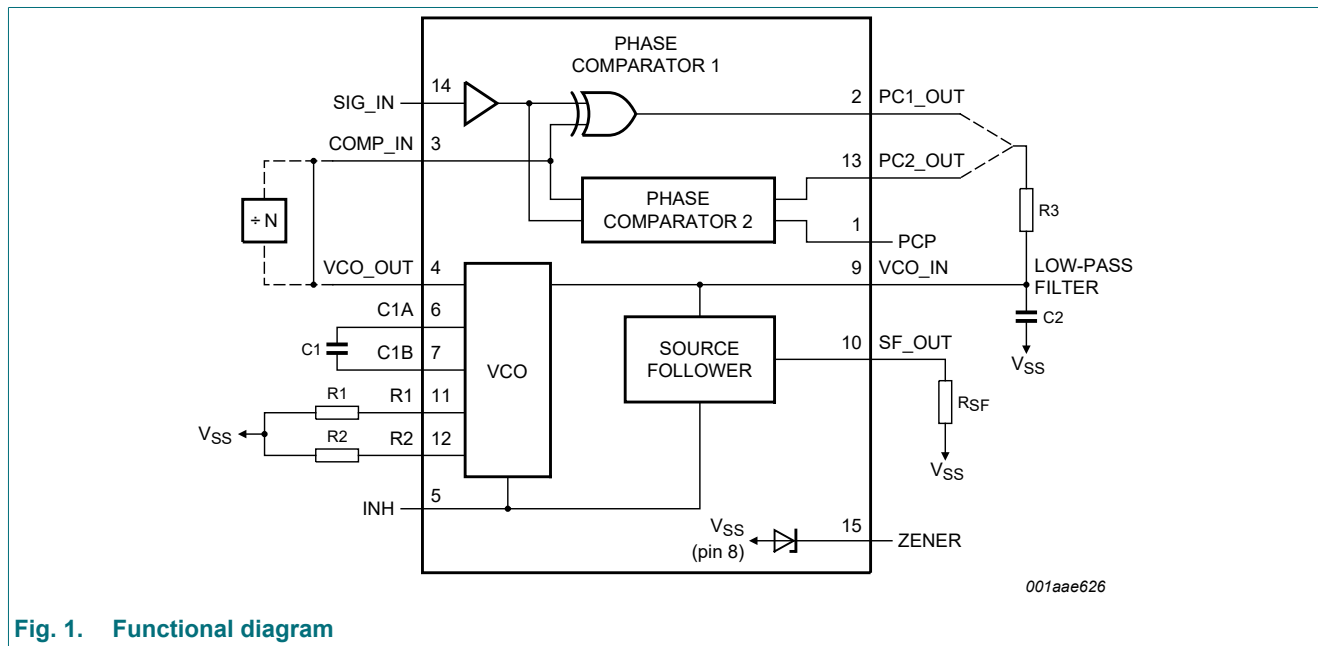 PHASE
COMPARATOR 1
SIG_IN
14
2
PC1_OUT
COMP_IN
3
13
PC2_OUT
÷ N
PHASE
COMPARATOR 2
R3
1
PCP
VCO_OUT
4
9
VCO_IN
LOW-PASS
FILTER
C1A
6
C2
C1
C1B
7
VCO
SOURCE
FOLLOWER
10
SF_OUT
VSS
R1
R1
11
RSF
VSS
R2
R2
12
VSS
INH
5
VSS
(pin 8)
15
ZENER
001aae626
Fig. 1. Functional diagram